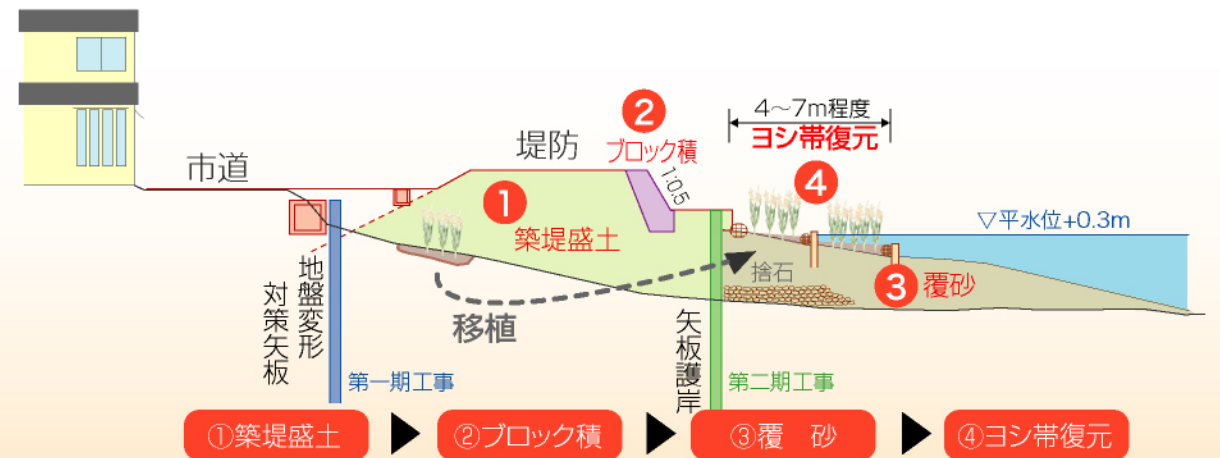 ②
4～7m程度
ヨシ帯復元
堤防
ブロック積
市道
1:0.5
④
①
築堤盛土
▽平水位+0.3m
捨石
③
覆砂
移植
地盤変形
対策矢板
矢板護岸
第一期工事
第二期工事
①築堤盛土
②ブロック積
③覆 砂
④ヨシ帯復元